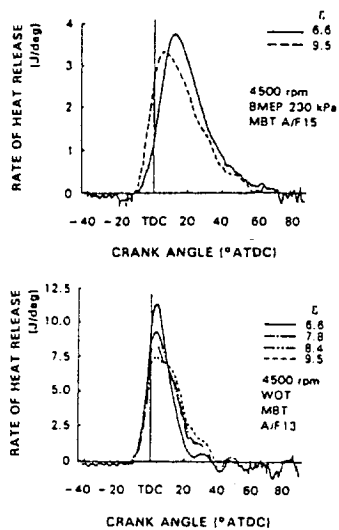 ε
6.6
9.5
4500 rpm
BMEP 230 kPa
MBT A/F15
RATE OF HEAT RELEASE
(J/deg)
4
3
2
1
0
-40 -20 TDC 20 40 60 80
CRANK ANGLE (°ATDC)
ε
6.6
7.8
8.4
9.5
4500 rpm
WOT
MBT
A/F13
RATE OF HEAT RELEASE
(J/deg)
12.5
10.0
7.5
5.0
2.5
0
-40 -20 TDC 20 40 60 80
CRANK ANGLE (°ATDC)